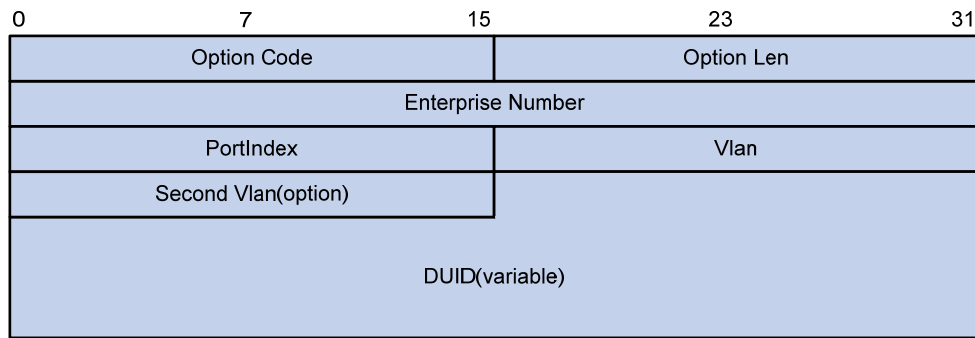 0 7 15 23 31
Option Code Option Len
Enterprise Number
PortIndex Vlan
Second Vlan(option)
DUID(variable)